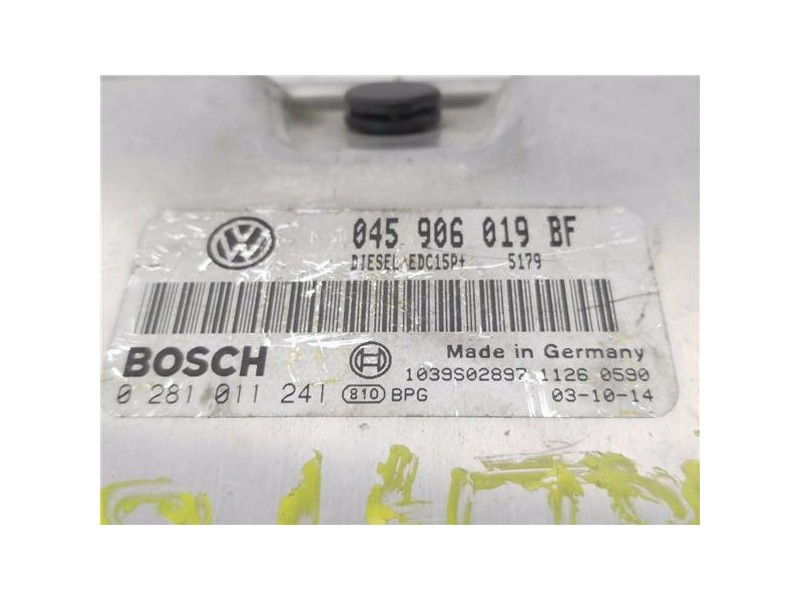 045 906 019 BF
DIESEL EDC15P+ 5179
BOSCH
Made in Germany
1039S02897 1126 0590
0 281 011 241 810 BPG 03-10-14